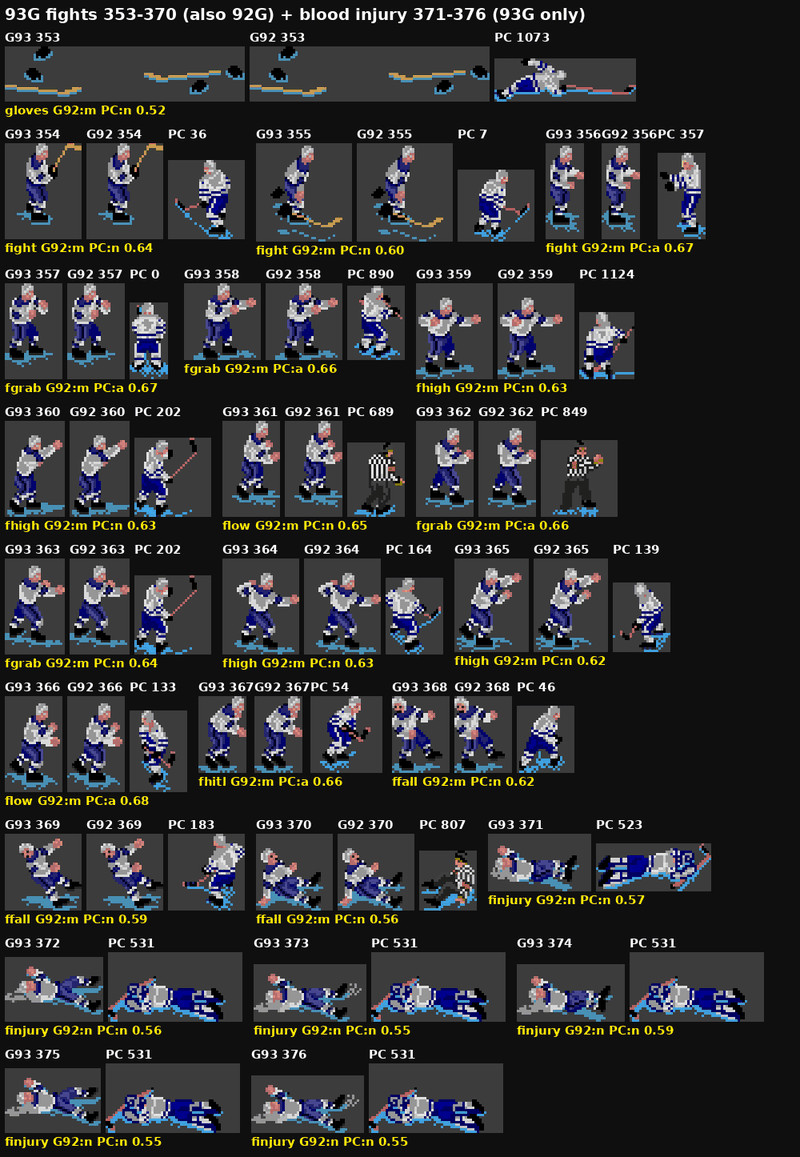 93G fights 353-370 (also 92G) + blood injury 371-376 (93G only)
G93 353 G92 353 PC 1073
gloves G92:m PC:n 0.52
G93 354 G92 354 PC 36 G93 355 G92 355 PC 7 G93 356 G92 356 PC 357
fight G92:m PC:n 0.64 fight G92:m PC:n 0.60 fight G92:m PC:a 0.67
G93 357 G92 357 PC 0 G93 358 G92 358 PC 890 G93 359 G92 359 PC 1124
fgrab G92:m PC:a 0.67 fgrab G92:m PC:a 0.66 fhigh G92:m PC:n 0.63
G93 360 G92 360 PC 202 G93 361 G92 361 PC 689 G93 362 G92 362 PC 849
fhigh G92:m PC:n 0.63 flow G92:m PC:n 0.65 fgrab G92:m PC:a 0.66
G93 363 G92 363 PC 202 G93 364 G92 364 PC 164 G93 365 G92 365 PC 139
fgrab G92:m PC:n 0.64 fhigh G92:m PC:n 0.63 fhigh G92:m PC:n 0.62
G93 366 G92 366 PC 133 G93 367 G92 367 PC 54 G93 368 G92 368 PC 46
flow G92:m PC:a 0.68 fhitl G92:m PC:a 0.66 ffall G92:m PC:n 0.62
G93 369 G92 369 PC 183 G93 370 G92 370 PC 807 G93 371 PC 523
ffall G92:m PC:n 0.59 ffall G92:m PC:n 0.56 finjury G92:n PC:n 0.57
G93 372 PC 531 G93 373 PC 531 G93 374 PC 531
finjury G92:n PC:n 0.56 finjury G92:n PC:n 0.55 finjury G92:n PC:n 0.59
G93 375 PC 531 G93 376 PC 531
finjury G92:n PC:n 0.55 finjury G92:n PC:n 0.55